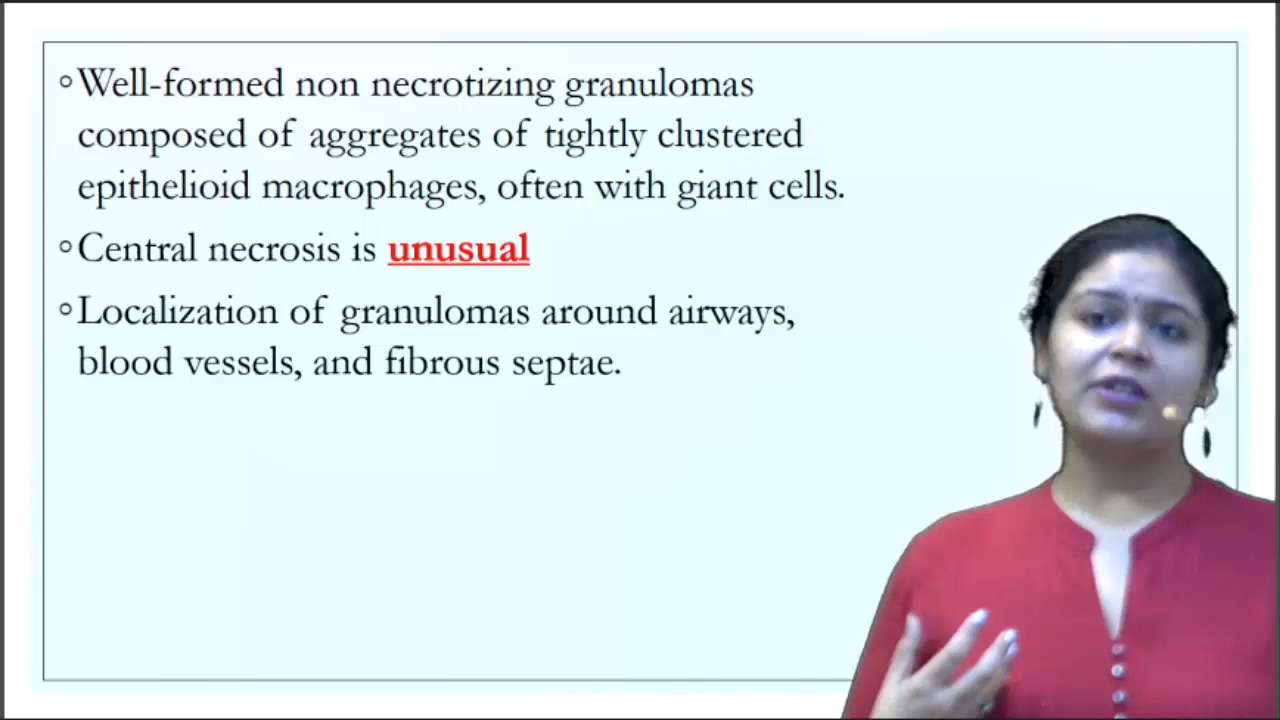 ◦Well-formed non necrotizing granulomas
composed of aggregates of tightly clustered
epithelioid macrophages, often with giant cells.
◦Central necrosis is unusual
◦Localization of granulomas around airways,
blood vessels, and fibrous septae.